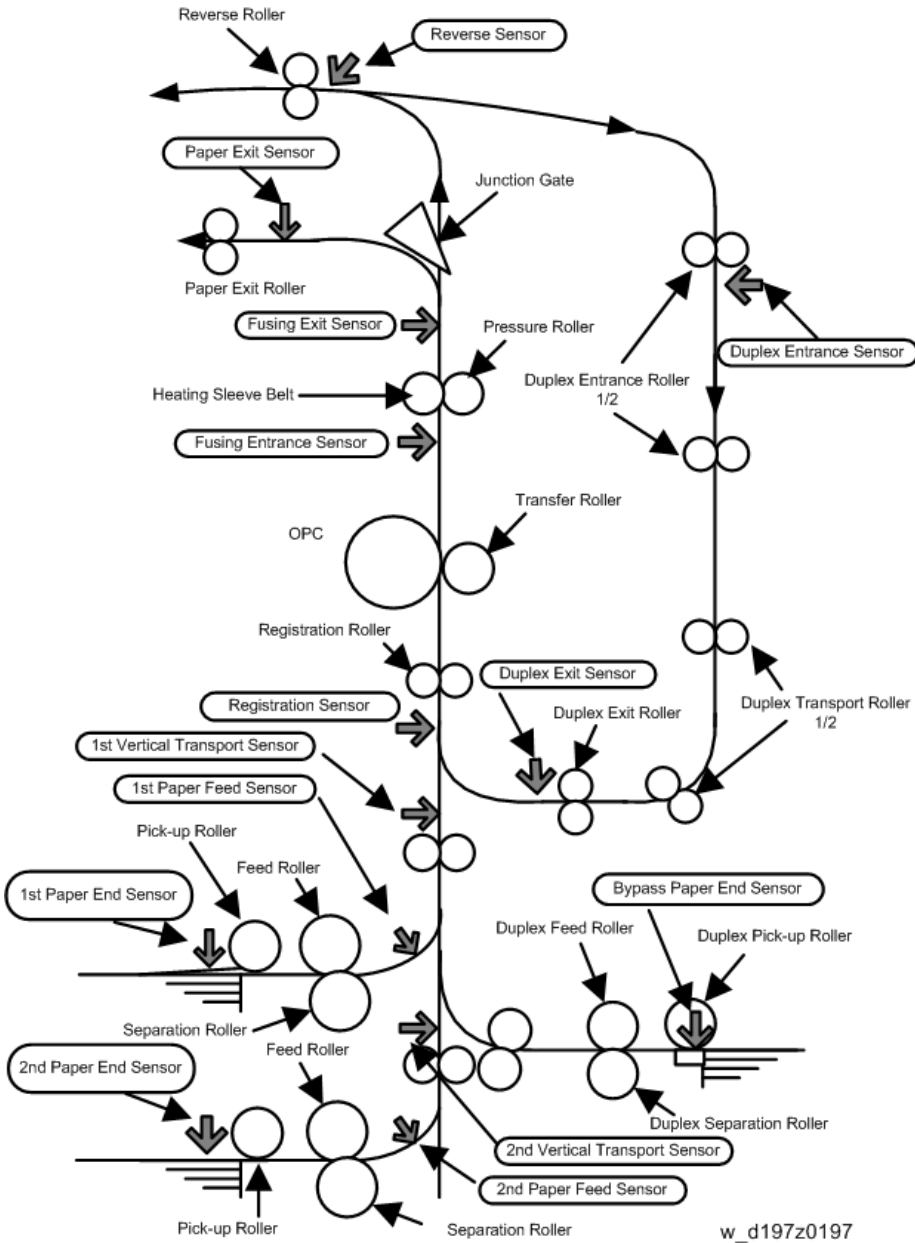 Reverse Roller
Reverse Sensor
Paper Exit Sensor
Junction Gate
Paper Exit Roller
Fusing Exit Sensor
Pressure Roller
Duplex Entrance Sensor
Duplex Entrance Roller
1/2
Heating Sleeve Belt
Fusing Entrance Sensor
Transfer Roller
OPC
Registration Roller
Duplex Exit Sensor
Registration Sensor
Duplex Exit Roller
Duplex Transport Roller
1/2
1st Vertical Transport Sensor
1st Paper Feed Sensor
Pick-up Roller
Feed Roller
1st Paper End Sensor
Bypass Paper End Sensor
Duplex Feed Roller
Duplex Pick-up Roller
Separation Roller
Feed Roller
2nd Paper End Sensor
Duplex Separation Roller
2nd Vertical Transport Sensor
2nd Paper Feed Sensor
Pick-up Roller
Separation Roller
w_d197z0197